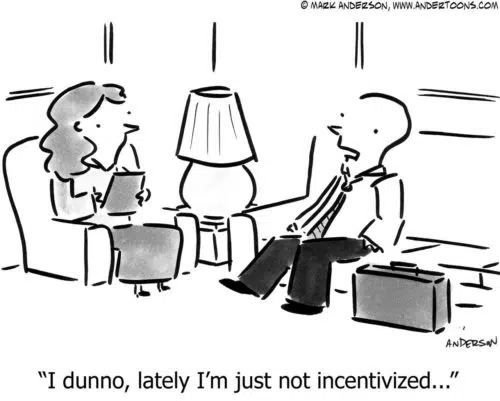 © MARK ANDERSON, WWW.ANDERTOONS.COM
ANDERSON
"I dunno, lately I'm just not incentivized..."